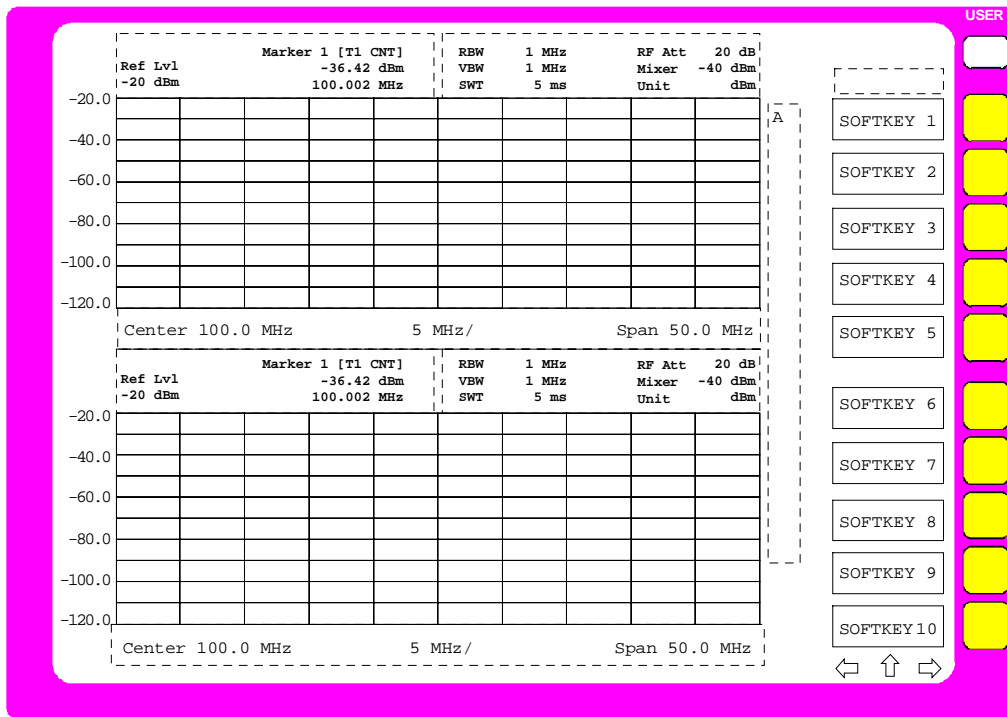 USER
Marker 1 [T1 CNT] RBW 1 MHz RF Att 20 dB
Ref Lvl -36.42 dBm VBW 1 MHz Mixer -40 dBm
-20 dBm 100.002 MHz SWT 5 ms Unit dBm
-20.0
-40.0
-60.0
-80.0
-100.0
-120.0
Center 100.0 MHz 5 MHz/ Span 50.0 MHz
Marker 1 [T1 CNT] RBW 1 MHz RF Att 20 dB
Ref Lvl -36.42 dBm VBW 1 MHz Mixer -40 dBm
-20 dBm 100.002 MHz SWT 5 ms Unit dBm
-20.0
-40.0
-60.0
-80.0
-100.0
-120.0
Center 100.0 MHz 5 MHz/ Span 50.0 MHz
A
SOFTKEY 1
SOFTKEY 2
SOFTKEY 3
SOFTKEY 4
SOFTKEY 5
SOFTKEY 6
SOFTKEY 7
SOFTKEY 8
SOFTKEY 9
SOFTKEY 10